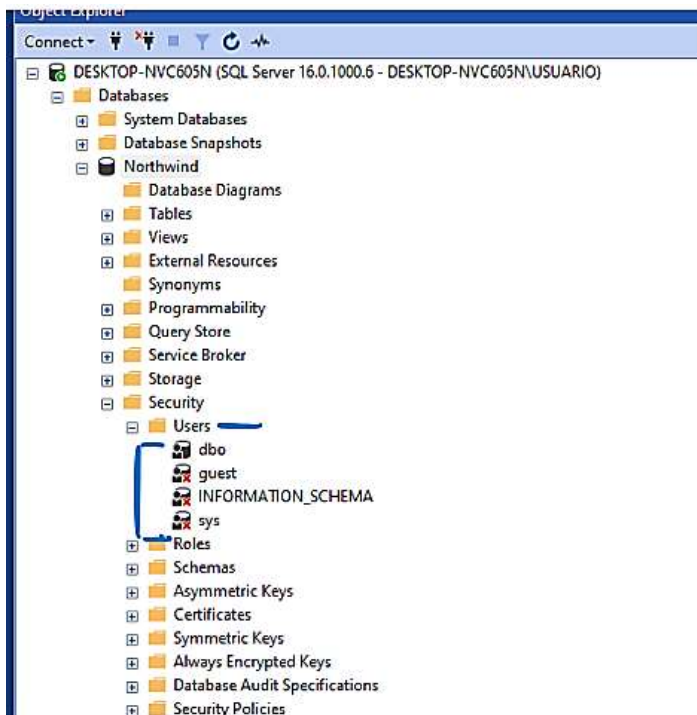 Object Explorer
Connect
DESKTOP-NVC605N (SQL Server 16.0.1000.6 - DESKTOP-NVC605N\USUARIO)
Databases
System Databases
Database Snapshots
Northwind
Database Diagrams
Tables
Views
External Resources
Synonyms
Programmability
Query Store
Service Broker
Storage
Security
Users
dbo
guest
INFORMATION_SCHEMA
sys
Roles
Schemas
Asymmetric Keys
Certificates
Symmetric Keys
Always Encrypted Keys
Database Audit Specifications
Security Policies